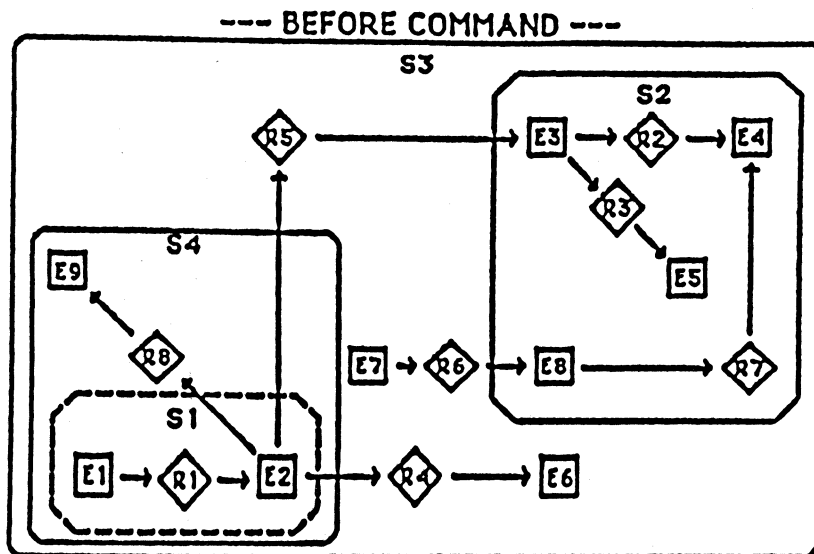 --- BEFORE COMMAND ---
S3
S2
R5
E3
R2
E4
R3
S4
E9
E5
R8
E7
R6
E8
R7
S1
E1
R1
E2
R4
E6